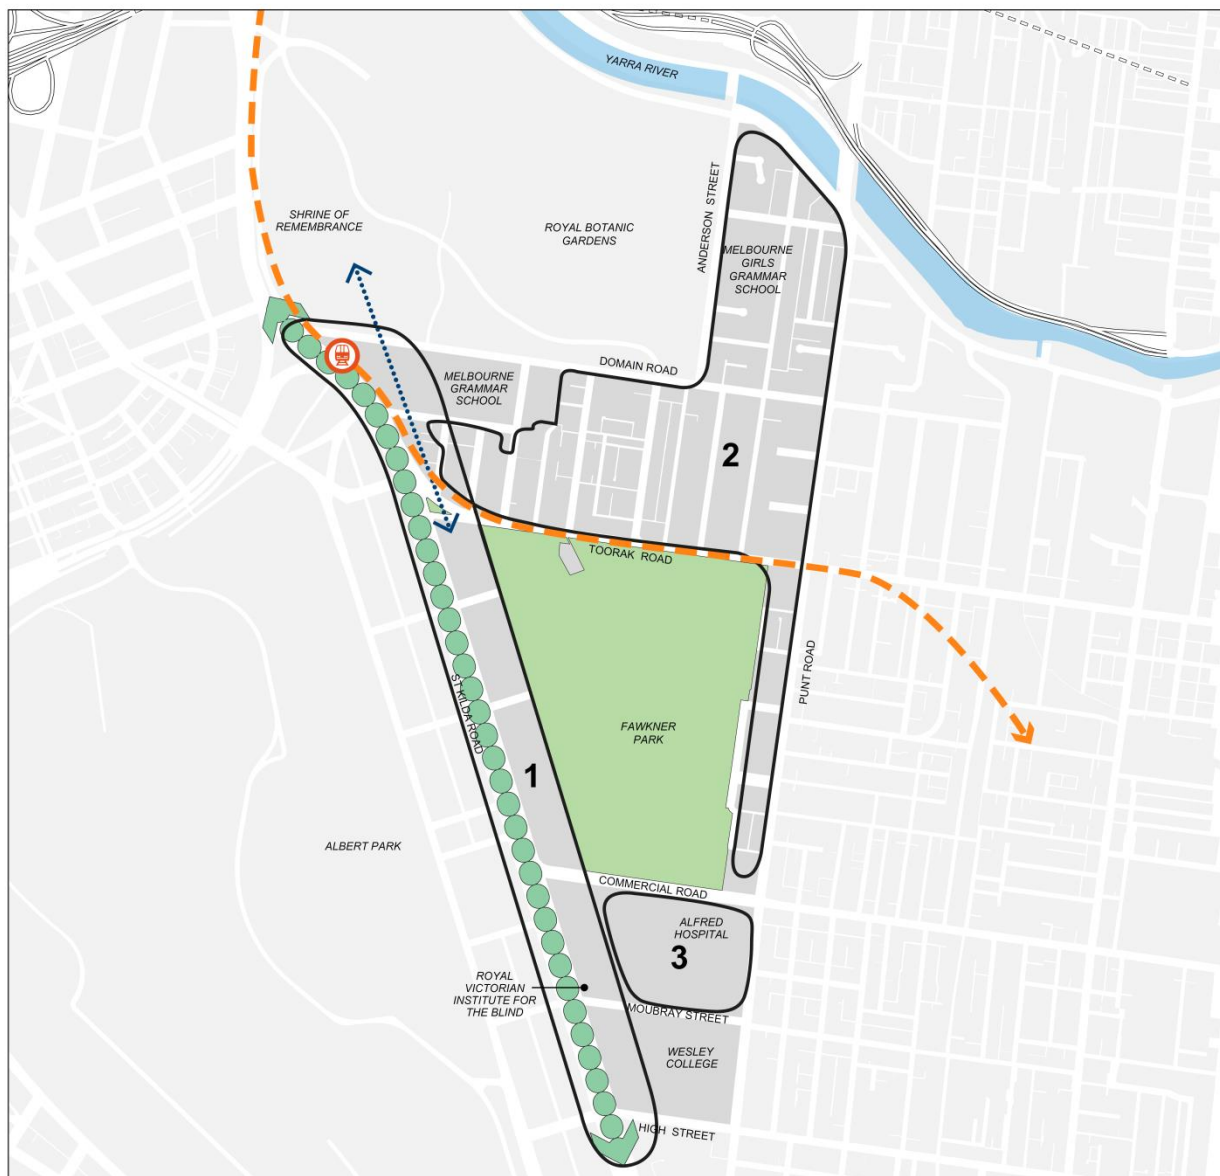 YARRA RIVER
SHRINE OF
REMEMBRANCE
ROYAL BOTANIC
GARDENS
ANDERSON STREET
MELBOURNE
GIRLS
GRAMMAR
SCHOOL
DOMAIN ROAD
MELBOURNE
GRAMMAR
SCHOOL
2
TOORAK ROAD
PUNT ROAD
ST KILDA ROAD
FAWKNER
PARK
1
ALBERT PARK
COMMERCIAL ROAD
ALFRED
HOSPITAL
3
ROYAL
VICTORIAN
INSTITUTE FOR
THE BLIND
MOUBRAY STREET
WESLEY
COLLEGE
HIGH STREET